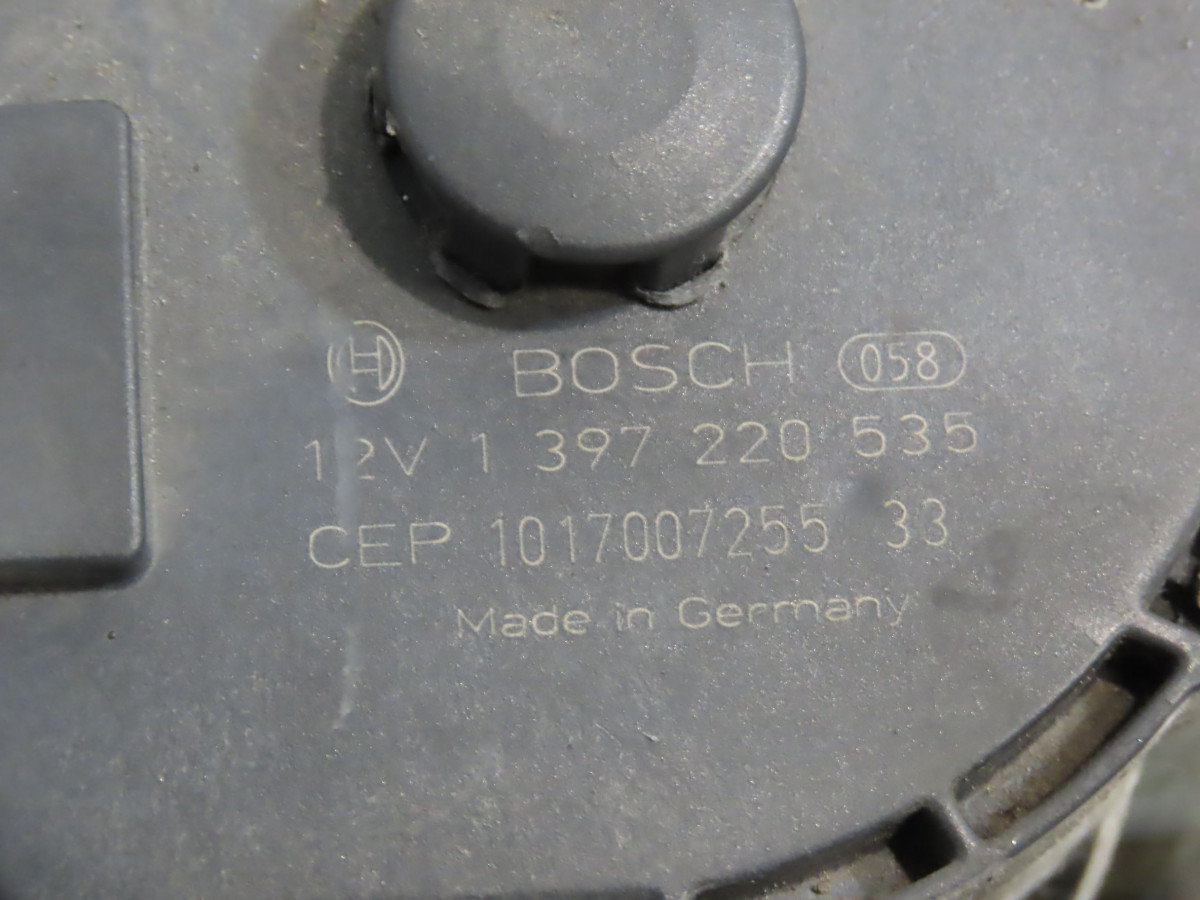 BOSCH 058
12V 1 397 220 535
CEP 1017007255 33
Made in Germany